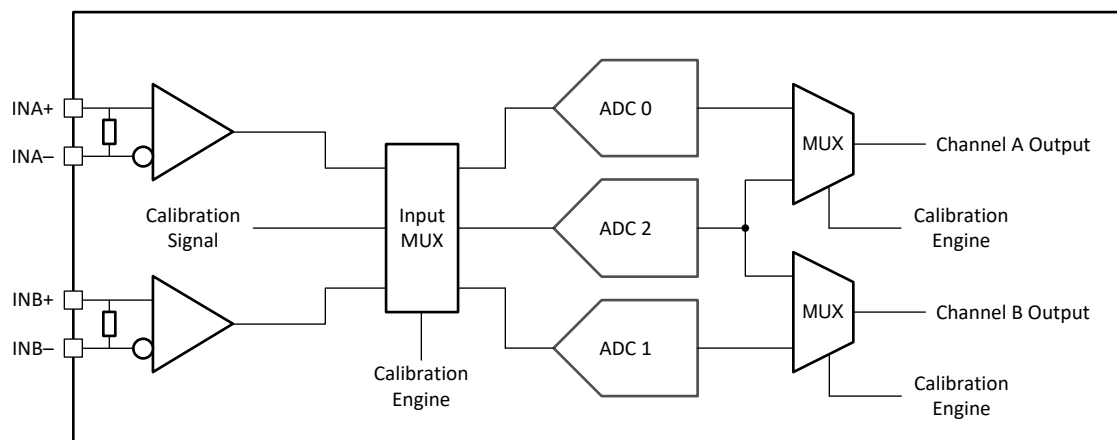 INA+
INA–
ADC 0
MUX
Channel A Output
Calibration
Signal
Input
MUX
ADC 2
Calibration
Engine
INB+
INB–
ADC 1
MUX
Channel B Output
Calibration
Engine
Calibration
Engine